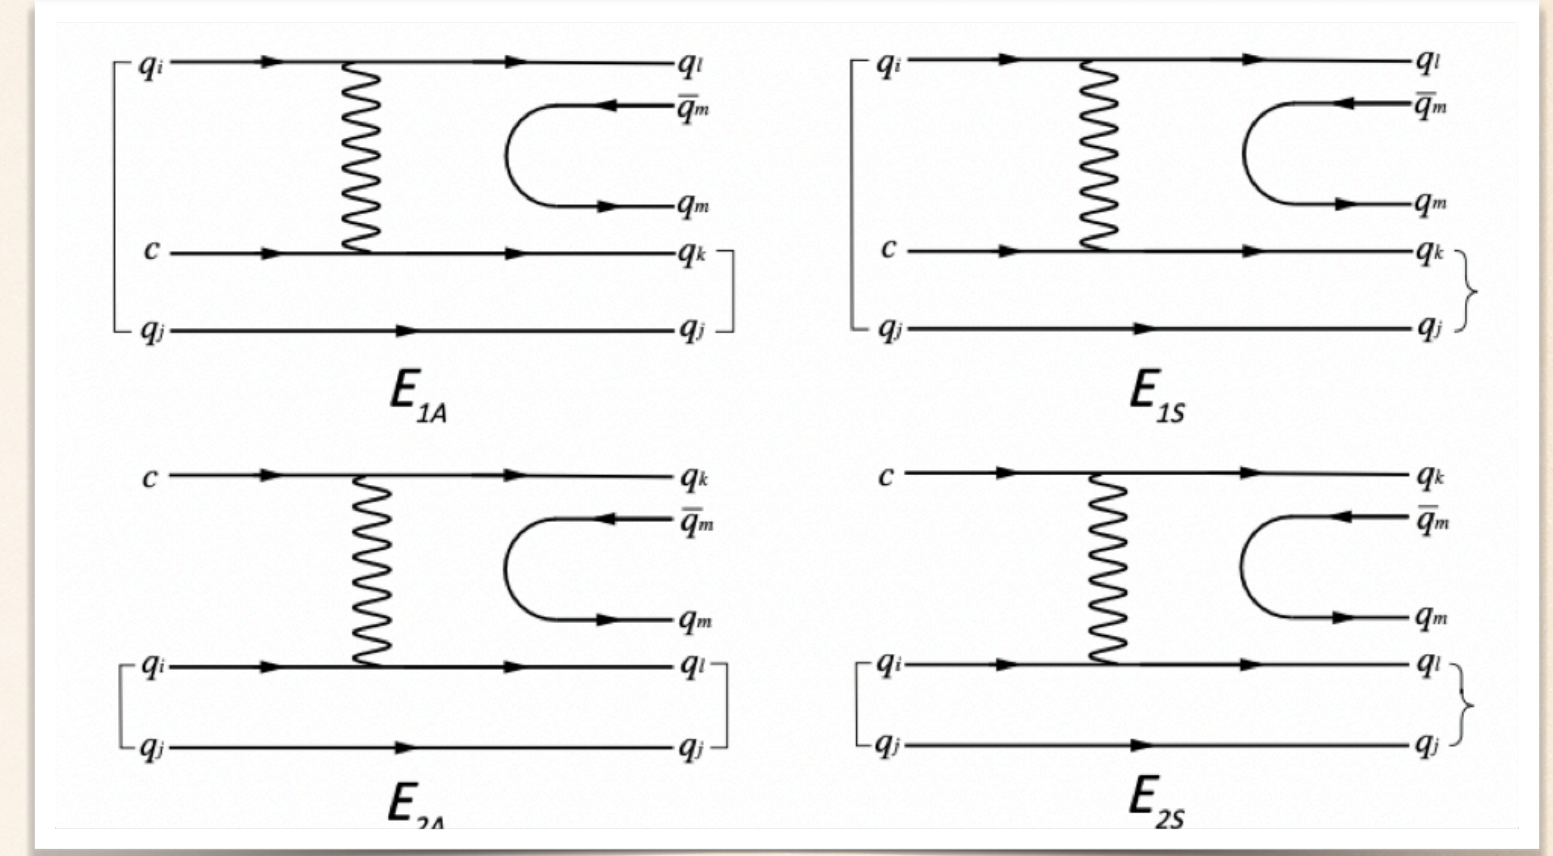 qi ql qi ql
q̅m q̅m
qm qm
c qk c qk
qj qj qj qj
E1A E1S
c qk c qk
q̅m q̅m
qm qm
qi ql qi ql
qj qj qj qj
E2A E2S